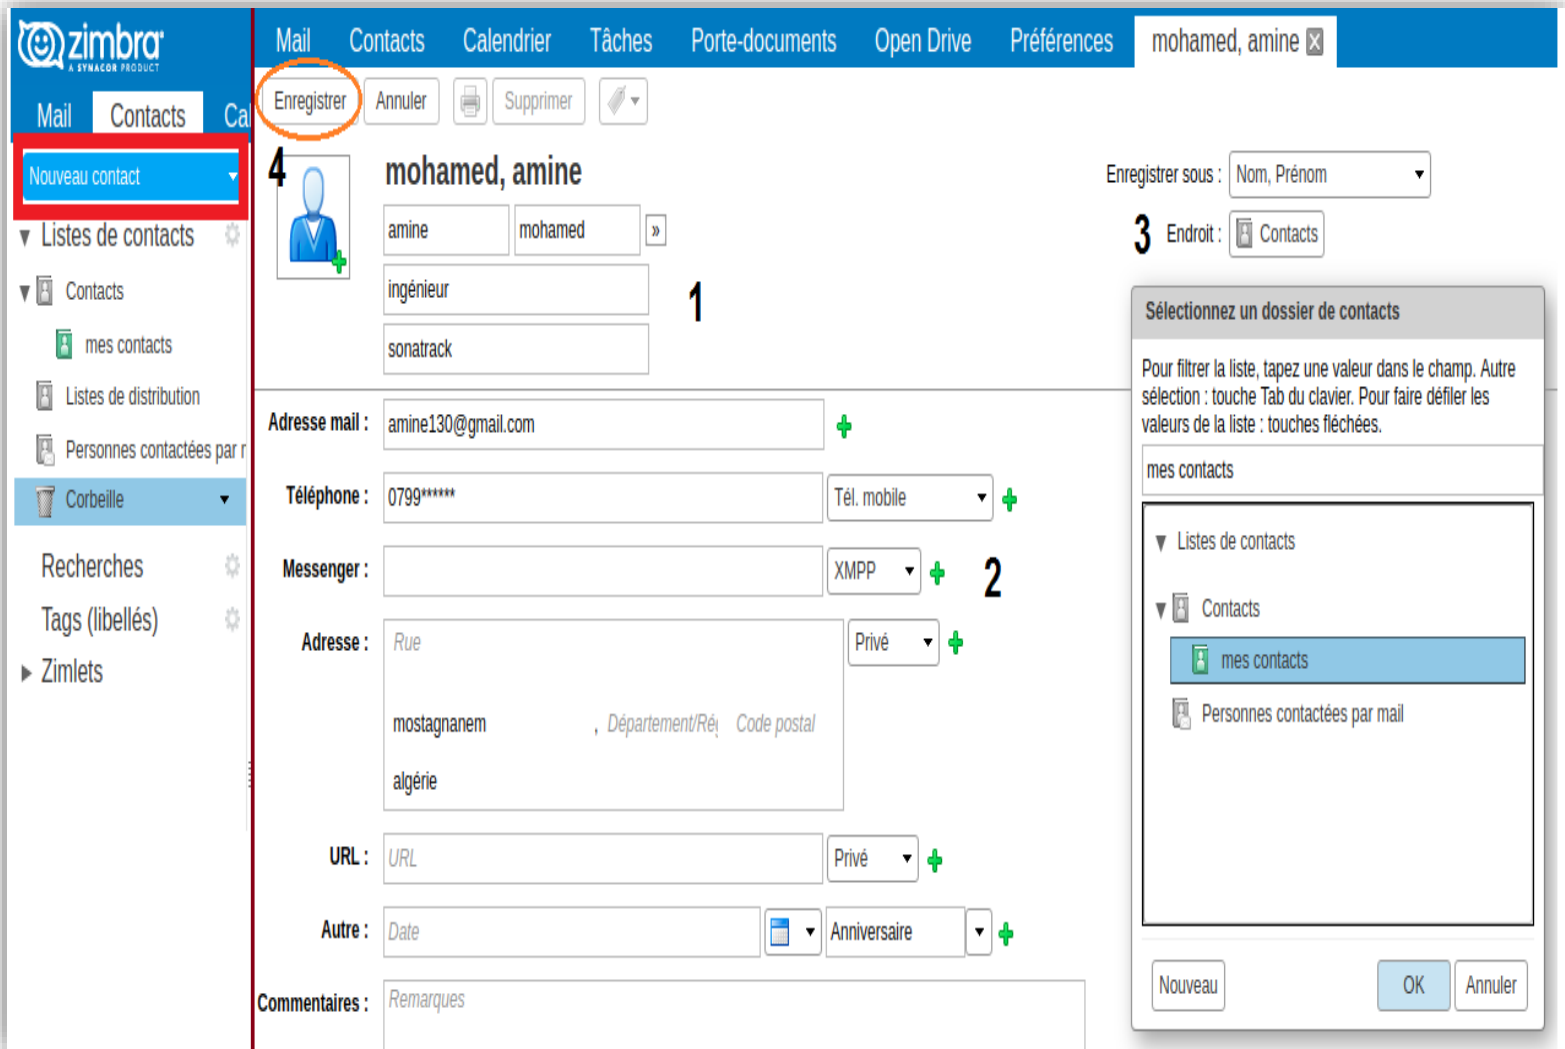 zimbra
A SYNACOR PRODUCT
Mail Contacts Calendrier Tâches Porte-documents Open Drive Préférences mohamed, amine
Mail Contacts Cal
Enregistrer Annuler Supprimer
Nouveau contact
4
mohamed, amine
Enregistrer sous : Nom, Prénom
amine mohamed »
3 Endroit : Contacts
ingénieur
1
sonatrack
Listes de contacts
Contacts
mes contacts
Listes de distribution
Personnes contactées par r
Corbeille
Recherches
Tags (libellés)
Zimlets
Adresse mail : amine130@gmail.com
Téléphone : 0799****** Tél. mobile
Messenger : XMPP
2
Adresse : Rue Privé
mostagnanem , Département/Rég Code postal
algérie
URL : URL Privé
Autre : Date Anniversaire
Commentaires : Remarques
Sélectionnez un dossier de contacts
Pour filtrer la liste, tapez une valeur dans le champ. Autre
sélection : touche Tab du clavier. Pour faire défiler les
valeurs de la liste : touches fléchées.
mes contacts
Listes de contacts
Contacts
mes contacts
Personnes contactées par mail
Nouveau OK Annuler